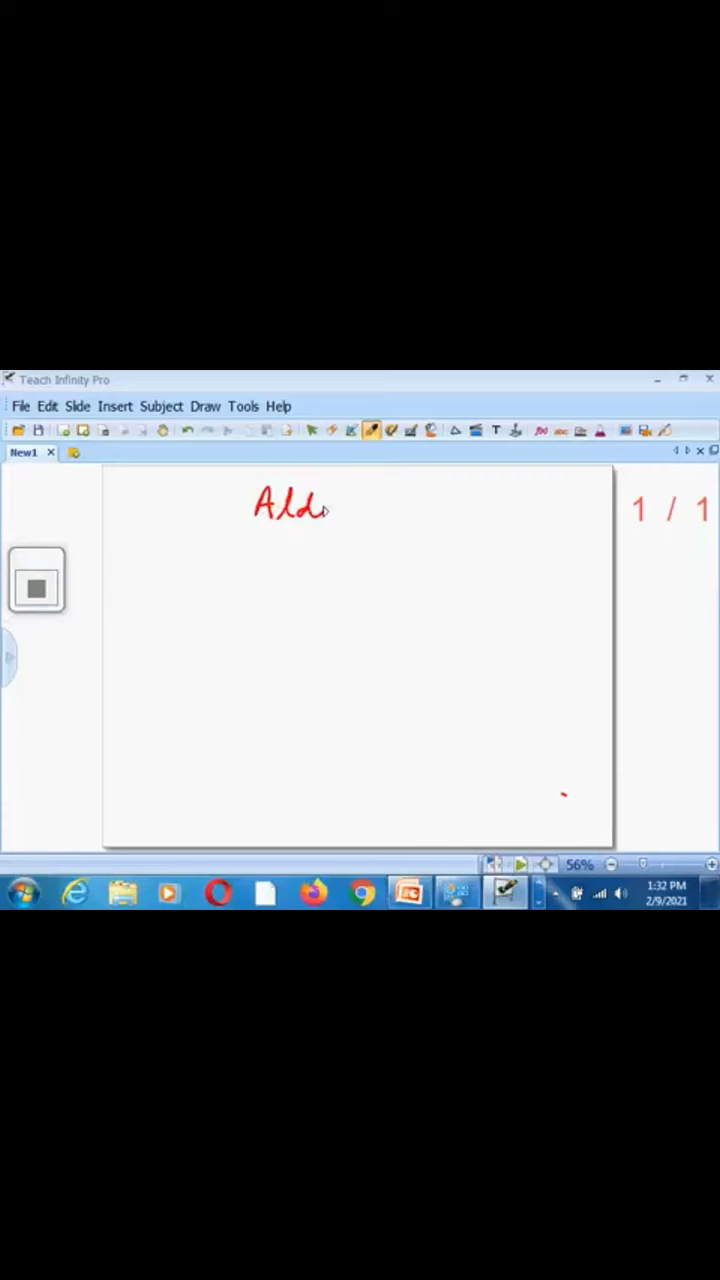 Teach Infinity Pro
File Edit Slide Insert Subject Draw Tools Help
New1
Ald
1 / 1
56%
1:32 PM
2/9/2021